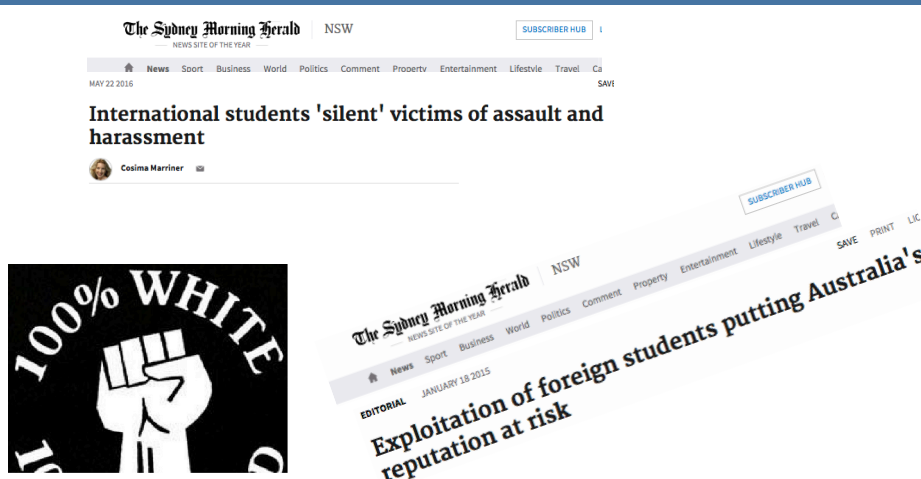 The Sydney Morning Herald
NSW
SUBSCRIBER HUB
NEWS SITE OF THE YEAR
News Sport Business World Politics Comment Property Entertainment Lifestyle Travel Ca
MAY 22 2016
SAVE
International students 'silent' victims of assault and
harassment
Cosima Marriner
SUBSCRIBER HUB
The Sydney Morning Herald
NSW
NEWS SITE OF THE YEAR
News Sport Business World Politics Comment Property Entertainment Lifestyle Travel C
SAVE PRINT LIC
EDITORIAL JANUARY 18 2015
Exploitation of foreign students putting Australia's
reputation at risk
100% WHITE